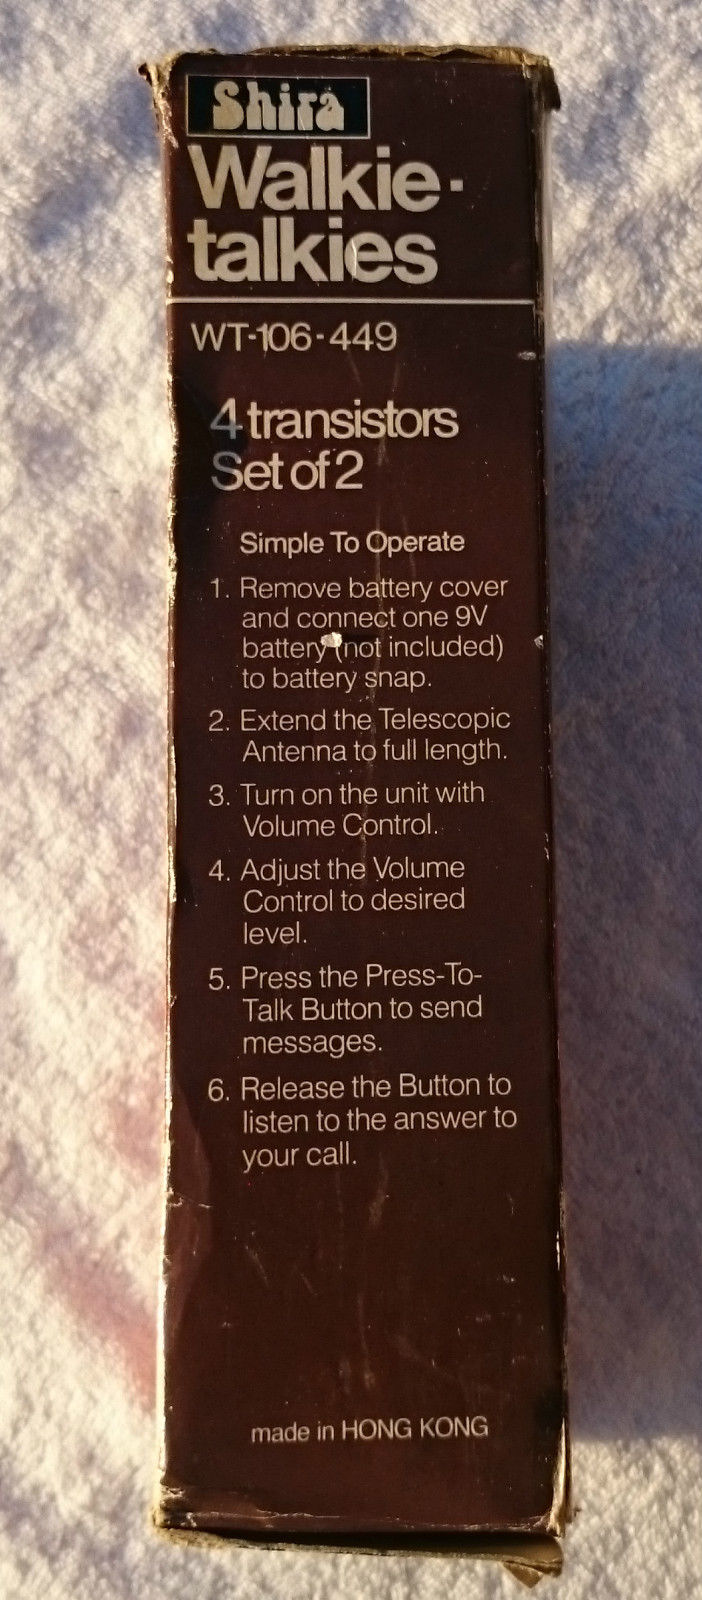 Shira
Walkie-
talkies
WT-106-449
4 transistors
Set of 2
Simple To Operate
1. Remove battery cover
and connect one 9V
battery (not included)
to battery snap.
2. Extend the Telescopic
Antenna to full length.
3. Turn on the unit with
Volume Control.
4. Adjust the Volume
Control to desired
level.
5. Press the Press-To-
Talk Button to send
messages.
6. Release the Button to
listen to the answer to
your call.
made in HONG KONG